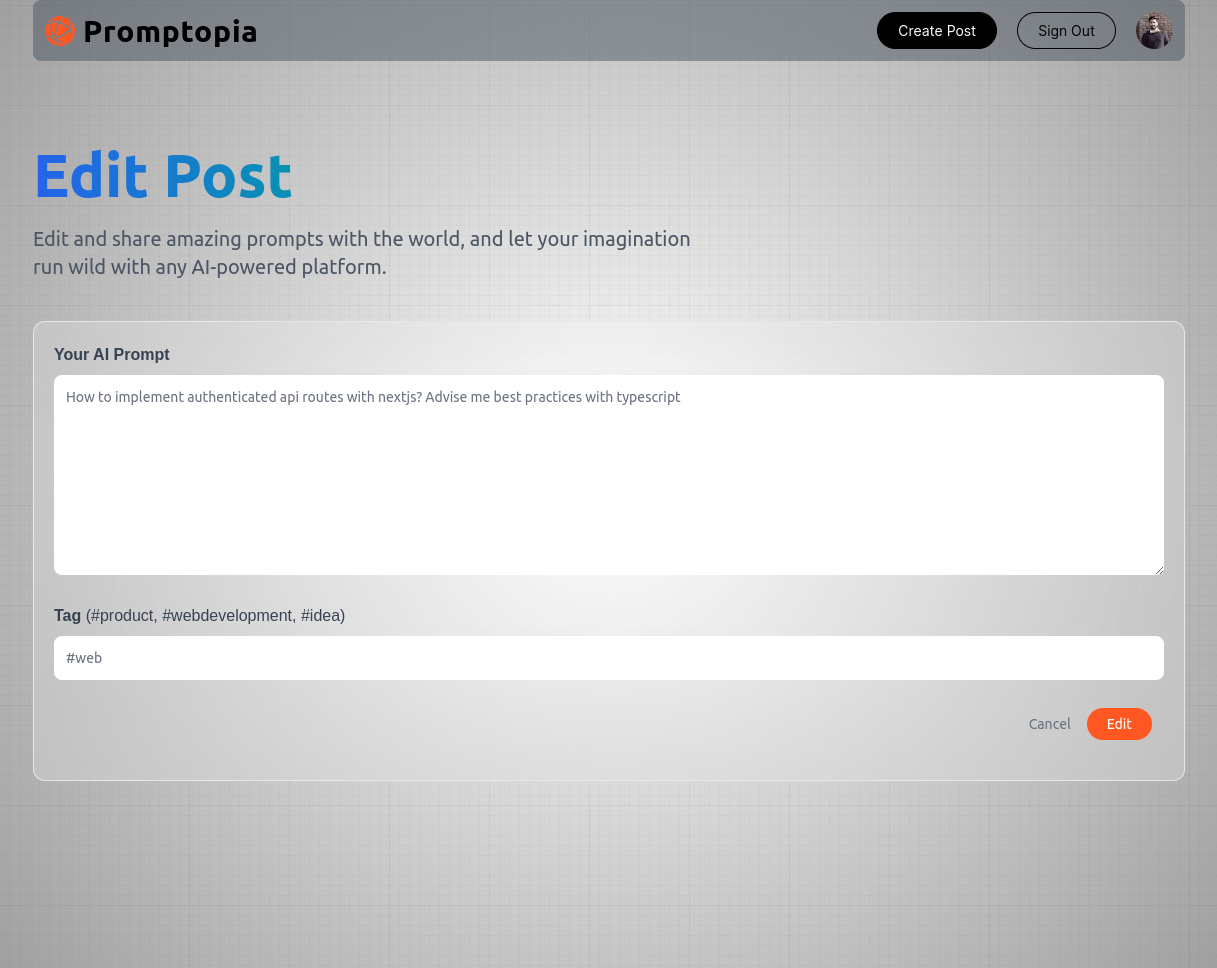 Promptopia
Create Post
Sign Out
Edit Post
Edit and share amazing prompts with the world, and let your imagination
run wild with any AI-powered platform.
Your AI Prompt
How to implement authenticated api routes with nextjs? Advise me best practices with typescript
Tag (#product, #webdevelopment, #idea)
#web
Cancel
Edit